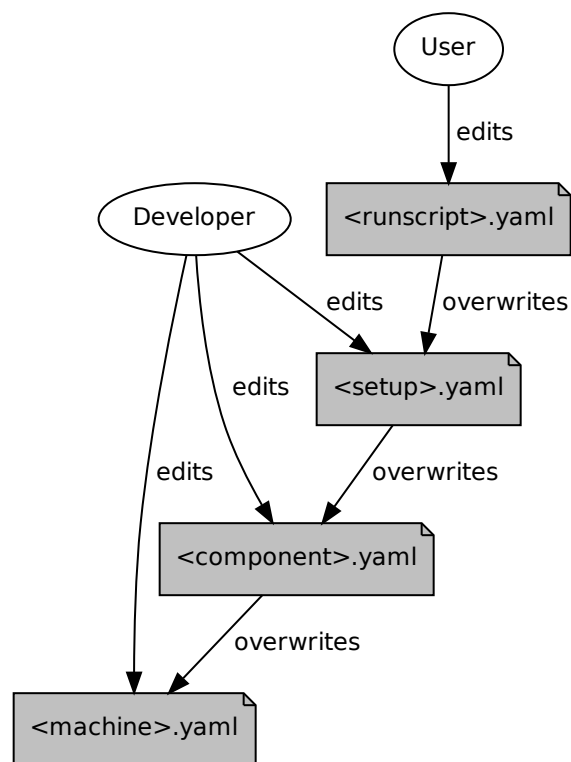 User
edits
<runscript>.yaml
Developer
edits
overwrites
<setup>.yaml
edits
edits
overwrites
<component>.yaml
overwrites
<machine>.yaml